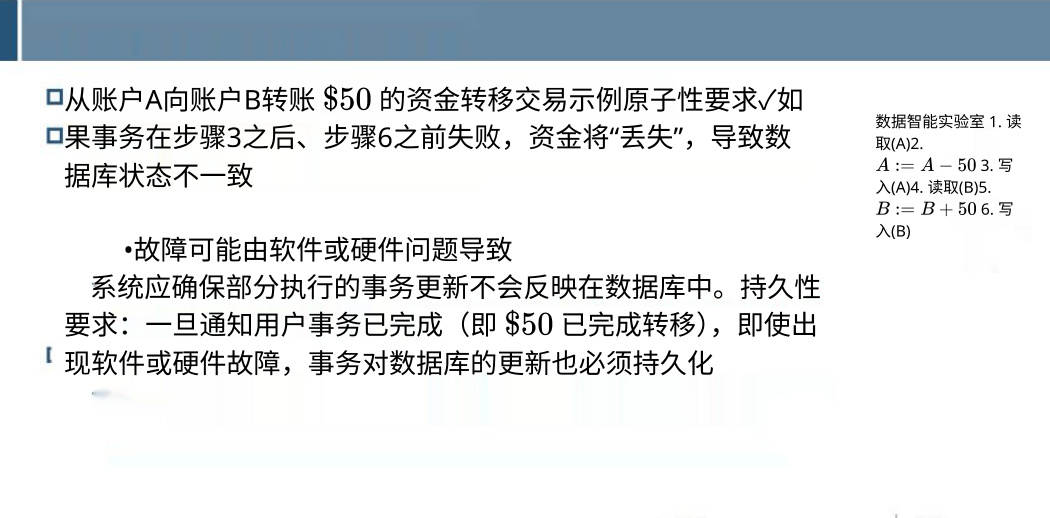 从账户A向账户B转账 $50 的资金转移交易示例原子性要求✓如
果事务在步骤3之后、步骤6之前失败，资金将“丢失”，导致数
据库状态不一致
•故障可能由软件或硬件问题导致
系统应确保部分执行的事务更新不会反映在数据库中。持久性
要求：一旦通知用户事务已完成（即 $50 已完成转移），即使出
现软件或硬件故障，事务对数据库的更新也必须持久化
数据智能实验室 1. 读
取(A)2.
A := A − 50 3. 写
入(A)4. 读取(B)5.
B := B + 50 6. 写
入(B)